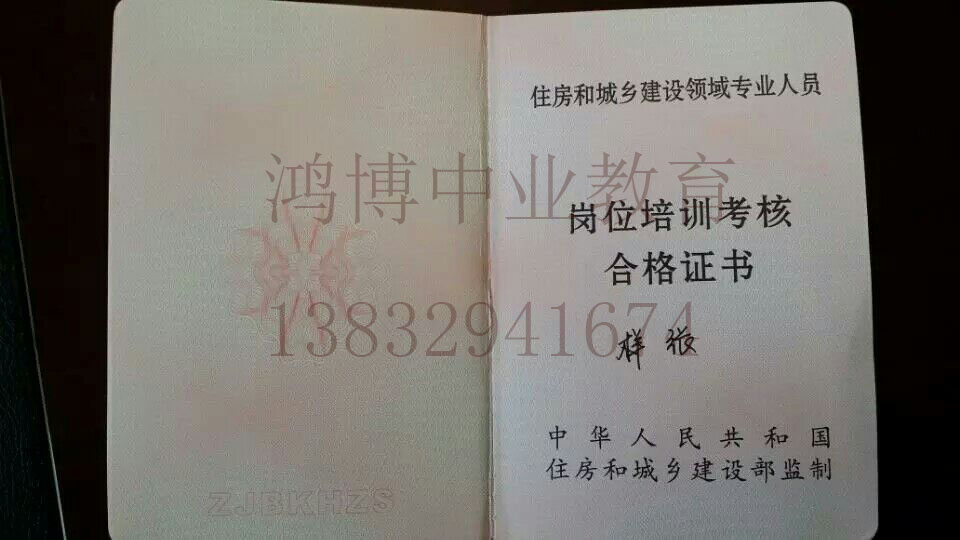 住房和城乡建设领域专业人员
鸿博中业教育
岗位培训考核
合格证书
13832941674
样张
中华人民共和国
住房和城乡建设部监制
ZJBKHZS